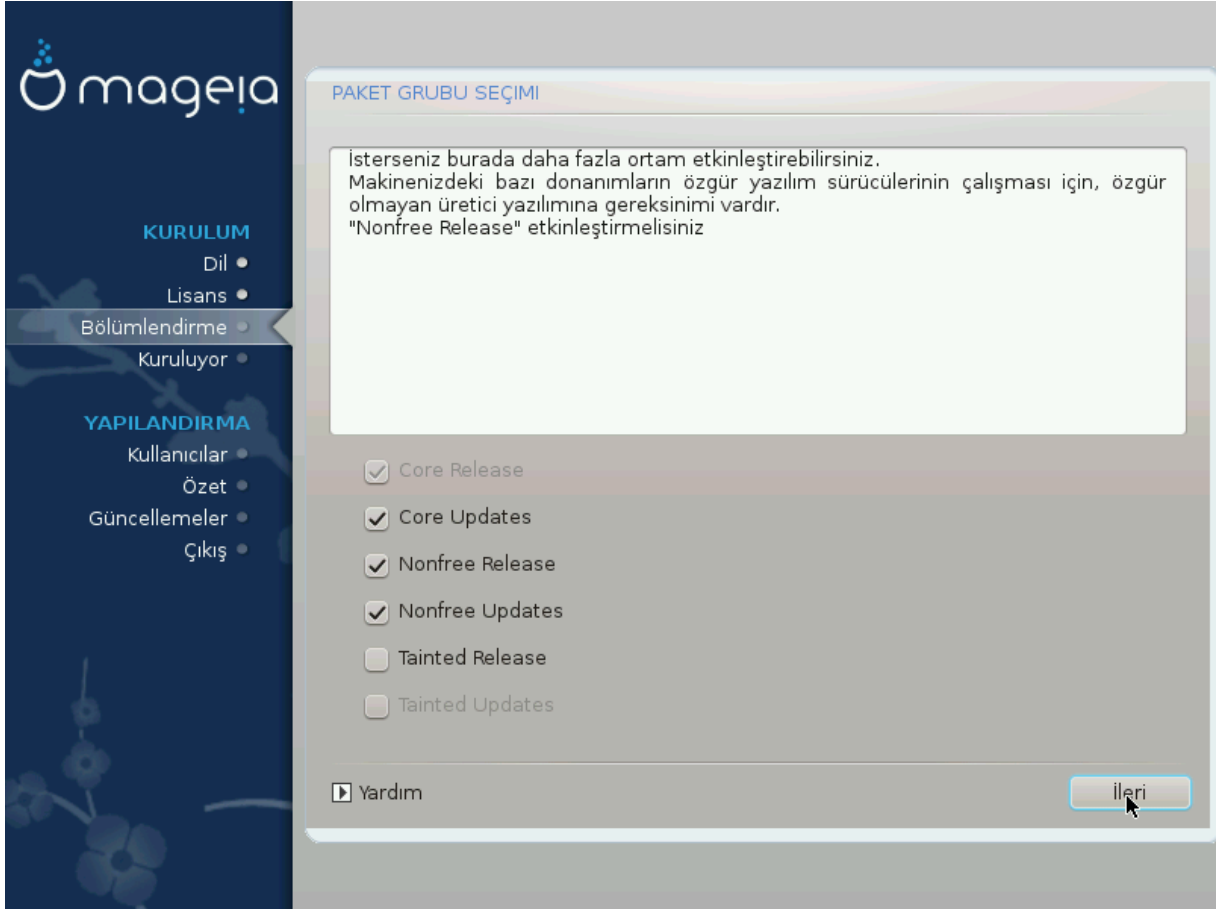 mageia
KURULUM
Dil
Lisans
Bölümlendirme
Kuruluyor
YAPILANDIRMA
Kullanıcılar
Özet
Güncellemeler
Çıkış
PAKET GRUBU SEÇIMI
İsterseniz burada daha fazla ortam etkinleştirebilirsiniz.
Makinenizdeki bazı donanımların özgür yazılım sürücülerinin çalışması için, özgür
olmayan üretici yazılımına gereksinimi vardır.
"Nonfree Release" etkinleştirmelisiniz
Core Release
Core Updates
Nonfree Release
Nonfree Updates
Tainted Release
Tainted Updates
Yardım
İleri